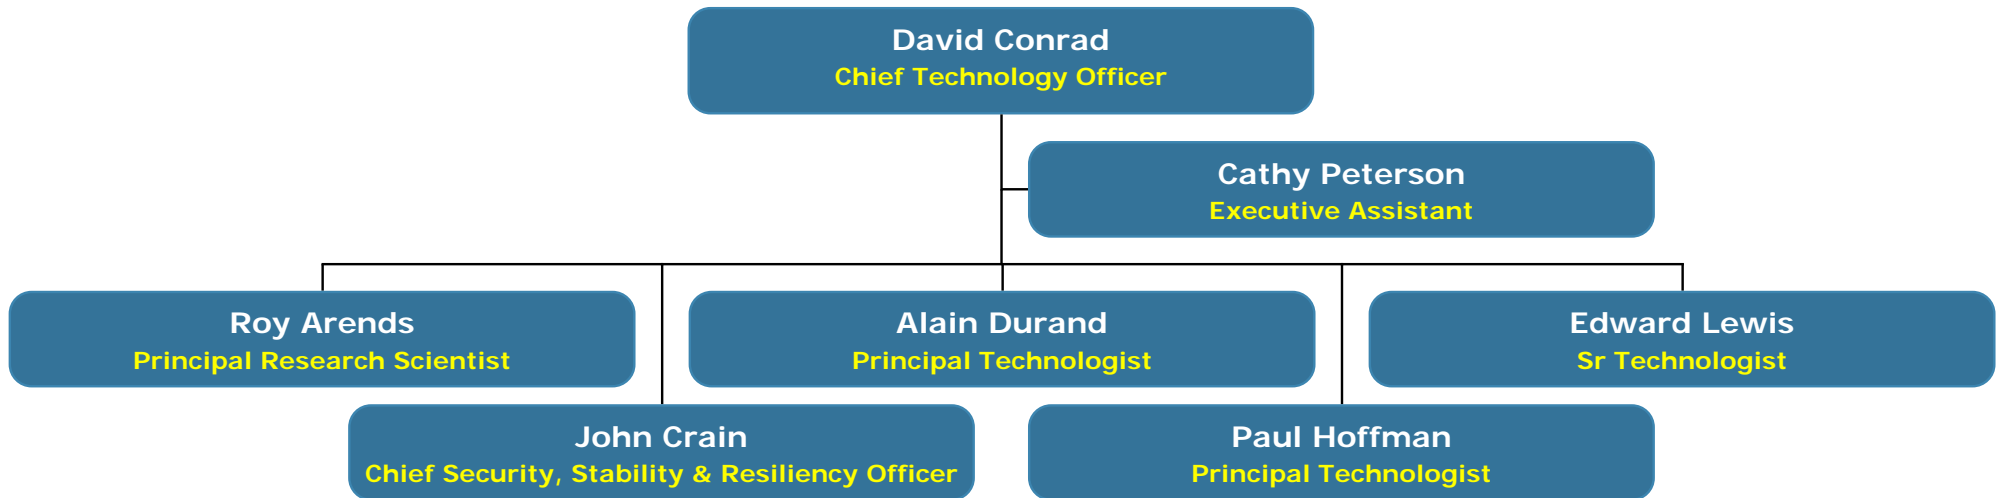 David Conrad
Chief Technology Officer
Cathy Peterson
Executive Assistant
Roy Arends
Principal Research Scientist
Alain Durand
Principal Technologist
Edward Lewis
Sr Technologist
John Crain
Chief Security, Stability & Resiliency Officer
Paul Hoffman
Principal Technologist